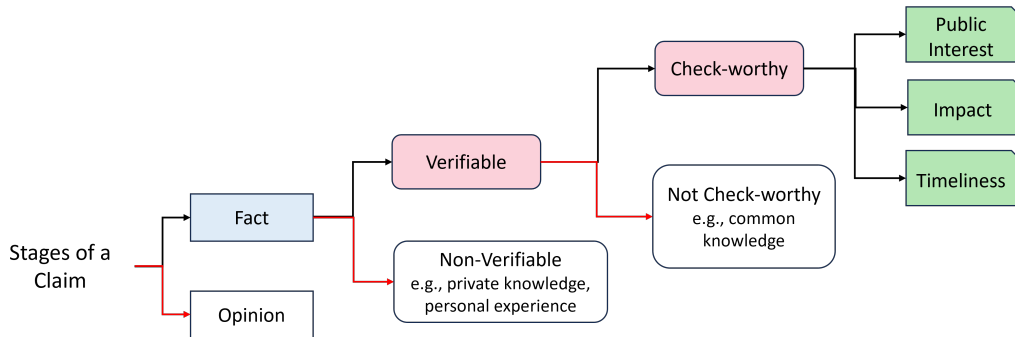 Stages of a
Claim
Fact
Opinion
Verifiable
Non-Verifiable
e.g., private knowledge,
personal experience
Check-worthy
Not Check-worthy
e.g., common
knowledge
Public
Interest
Impact
Timeliness